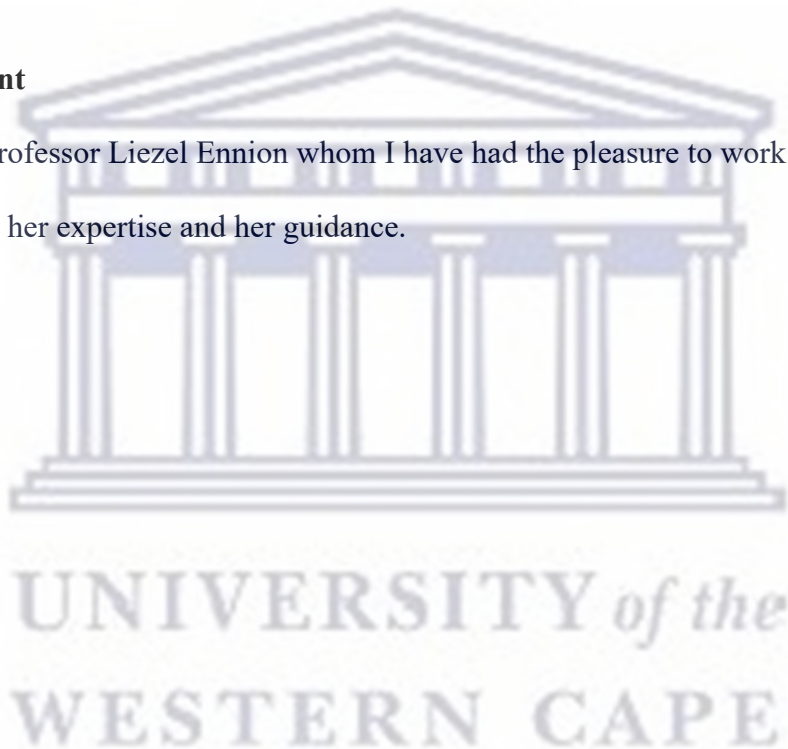 nt
rofessor Liezel Ennion whom I have had the pleasure to work
her expertise and her guidance.
UNIVERSITY of the
WESTERN CAPE